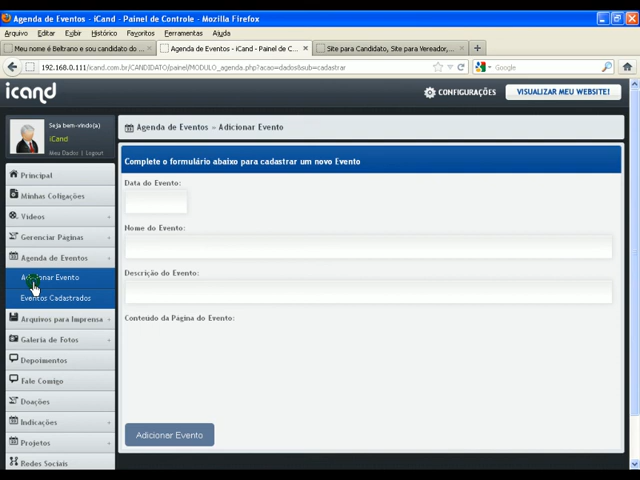 Agenda de Eventos - iCand - Painel de Controle - Mozilla Firefox
Arquivo Editar Exibir Histórico Favoritos Ferramentas Ajuda
Meu nome é Beltrano e sou candidato do ... Agenda de Eventos - iCand - Painel de C... Site para Candidato, Site para Vereador,...
192.168.0.111/icand.com.br/CANDIDATO/painel/MODULO_agenda.php?acao=dados&sub=cadastrar Google
icand CONFIGURAÇÕES VISUALIZAR MEU WEBSITE!
Seja bem-vindo(a)
iCand
Meu Dados | Logout
Agenda de Eventos » Adicionar Evento
Complete o formulário abaixo para cadastrar um novo Evento
Principal
Data do Evento:
Minhas Coligações
Vídeos
Nome do Evento:
Gerenciar Páginas
Agenda de Eventos
Descrição do Evento:
Adicionar Evento
Eventos Cadastrados
Conteúdo da Página do Evento:
Arquivos para Imprensa
Galeria de Fotos
Depoimentos
Fale Comigo
Doações
Indicações
Adicionar Evento
Projetos
Redes Sociais